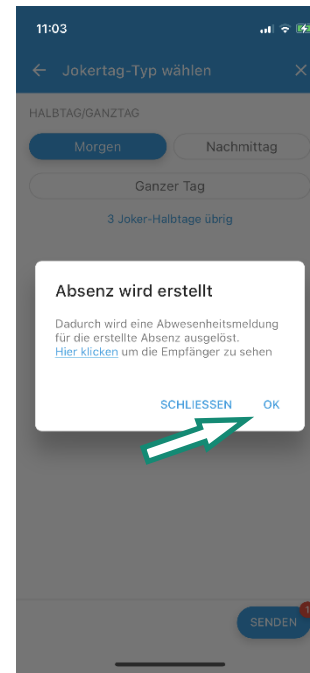 11:03
Jokertag-Typ wählen
HALBTAG/GANZTAG
Morgen
Nachmittag
Ganzer Tag
3 Joker-Halbtage übrig
Absenz wird erstellt
Dadurch wird eine Abwesenheitsmeldung
für die erstellte Absenz ausgelöst.
Hier klicken um die Empfänger zu sehen
SCHLIESSEN OK
1
SENDEN